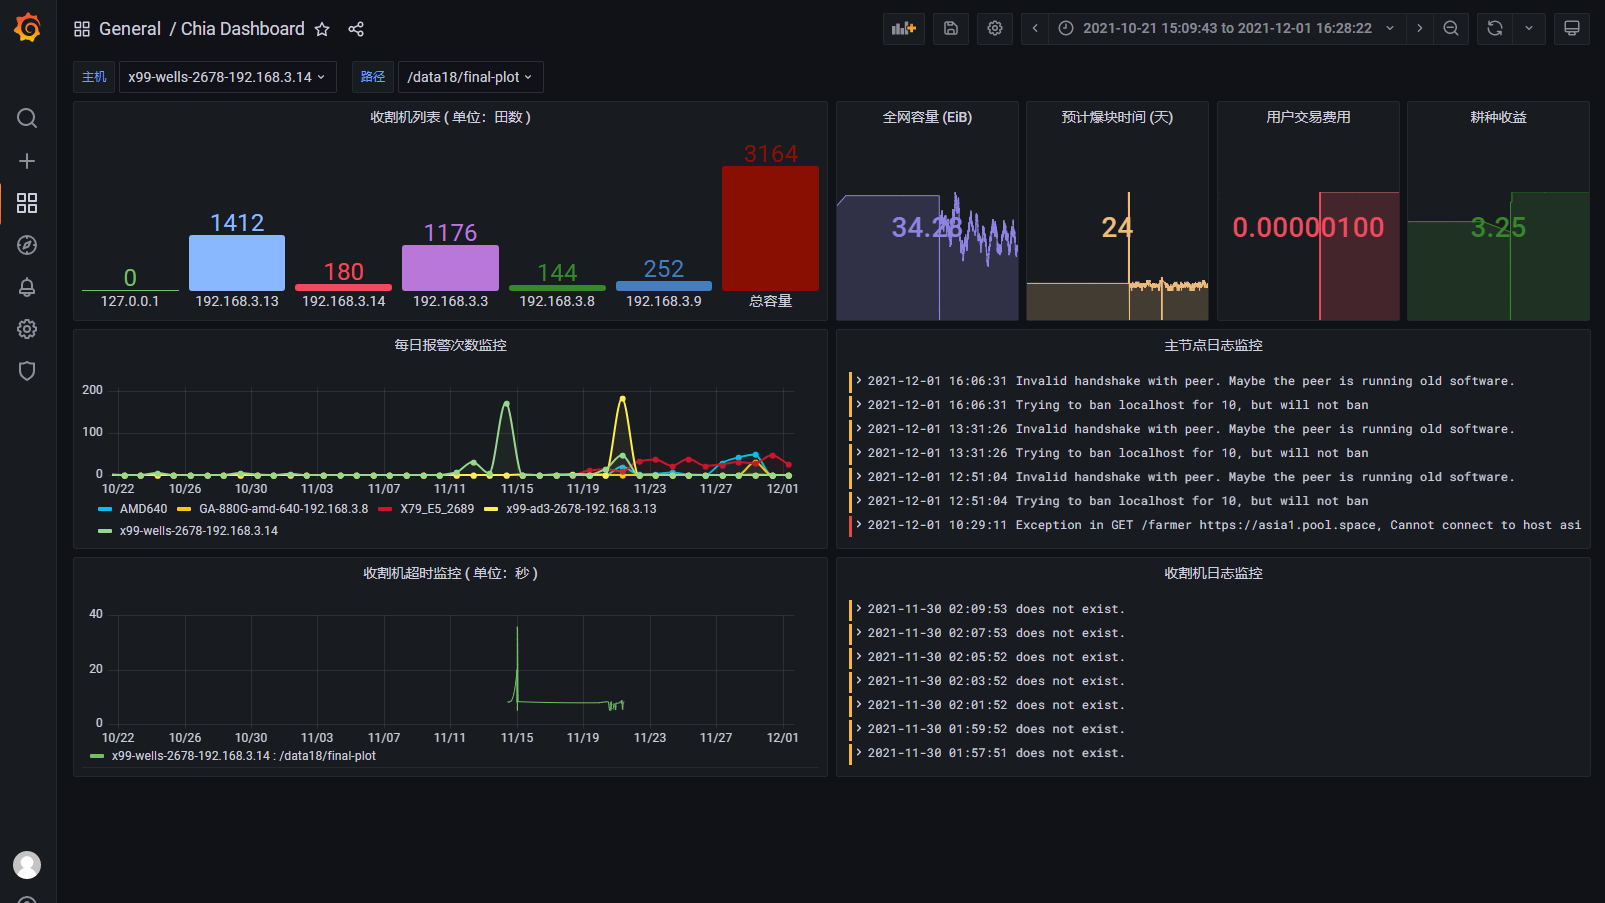 General / Chia Dashboard
2021-10-21 15:09:43 to 2021-12-01 16:28:22
主机 x99-wells-2678-192.168.3.14 路径 /data18/final-plot
收割机列表 ( 单位：田数 )
0 1412 180 1176 144 252 3164
127.0.0.1 192.168.3.13 192.168.3.14 192.168.3.3 192.168.3.8 192.168.3.9 总容量
全网容量 (EiB)
34.28
预计爆块时间 (天)
24
用户交易费用
0.00000100
耕种收益
3.25
每日报警次数监控
200
100
0
10/22 10/26 10/30 11/03 11/07 11/11 11/15 11/19 11/23 11/27 12/01
AMD640 GA-880G-amd-640-192.168.3.8 X79_E5_2689 x99-ad3-2678-192.168.3.13
x99-wells-2678-192.168.3.14
主节点日志监控
2021-12-01 16:06:31 Invalid handshake with peer. Maybe the peer is running old software.
2021-12-01 16:06:31 Trying to ban localhost for 10, but will not ban
2021-12-01 13:31:26 Invalid handshake with peer. Maybe the peer is running old software.
2021-12-01 13:31:26 Trying to ban localhost for 10, but will not ban
2021-12-01 12:51:04 Invalid handshake with peer. Maybe the peer is running old software.
2021-12-01 12:51:04 Trying to ban localhost for 10, but will not ban
2021-12-01 10:29:11 Exception in GET /farmer https://asia1.pool.space, Cannot connect to host asi
收割机超时监控 ( 单位：秒 )
40
20
0
10/22 10/26 10/30 11/03 11/07 11/11 11/15 11/19 11/23 11/27 12/01
x99-wells-2678-192.168.3.14 : /data18/final-plot
收割机日志监控
2021-11-30 02:09:53 does not exist.
2021-11-30 02:07:53 does not exist.
2021-11-30 02:05:52 does not exist.
2021-11-30 02:03:52 does not exist.
2021-11-30 02:01:52 does not exist.
2021-11-30 01:59:52 does not exist.
2021-11-30 01:57:51 does not exist.